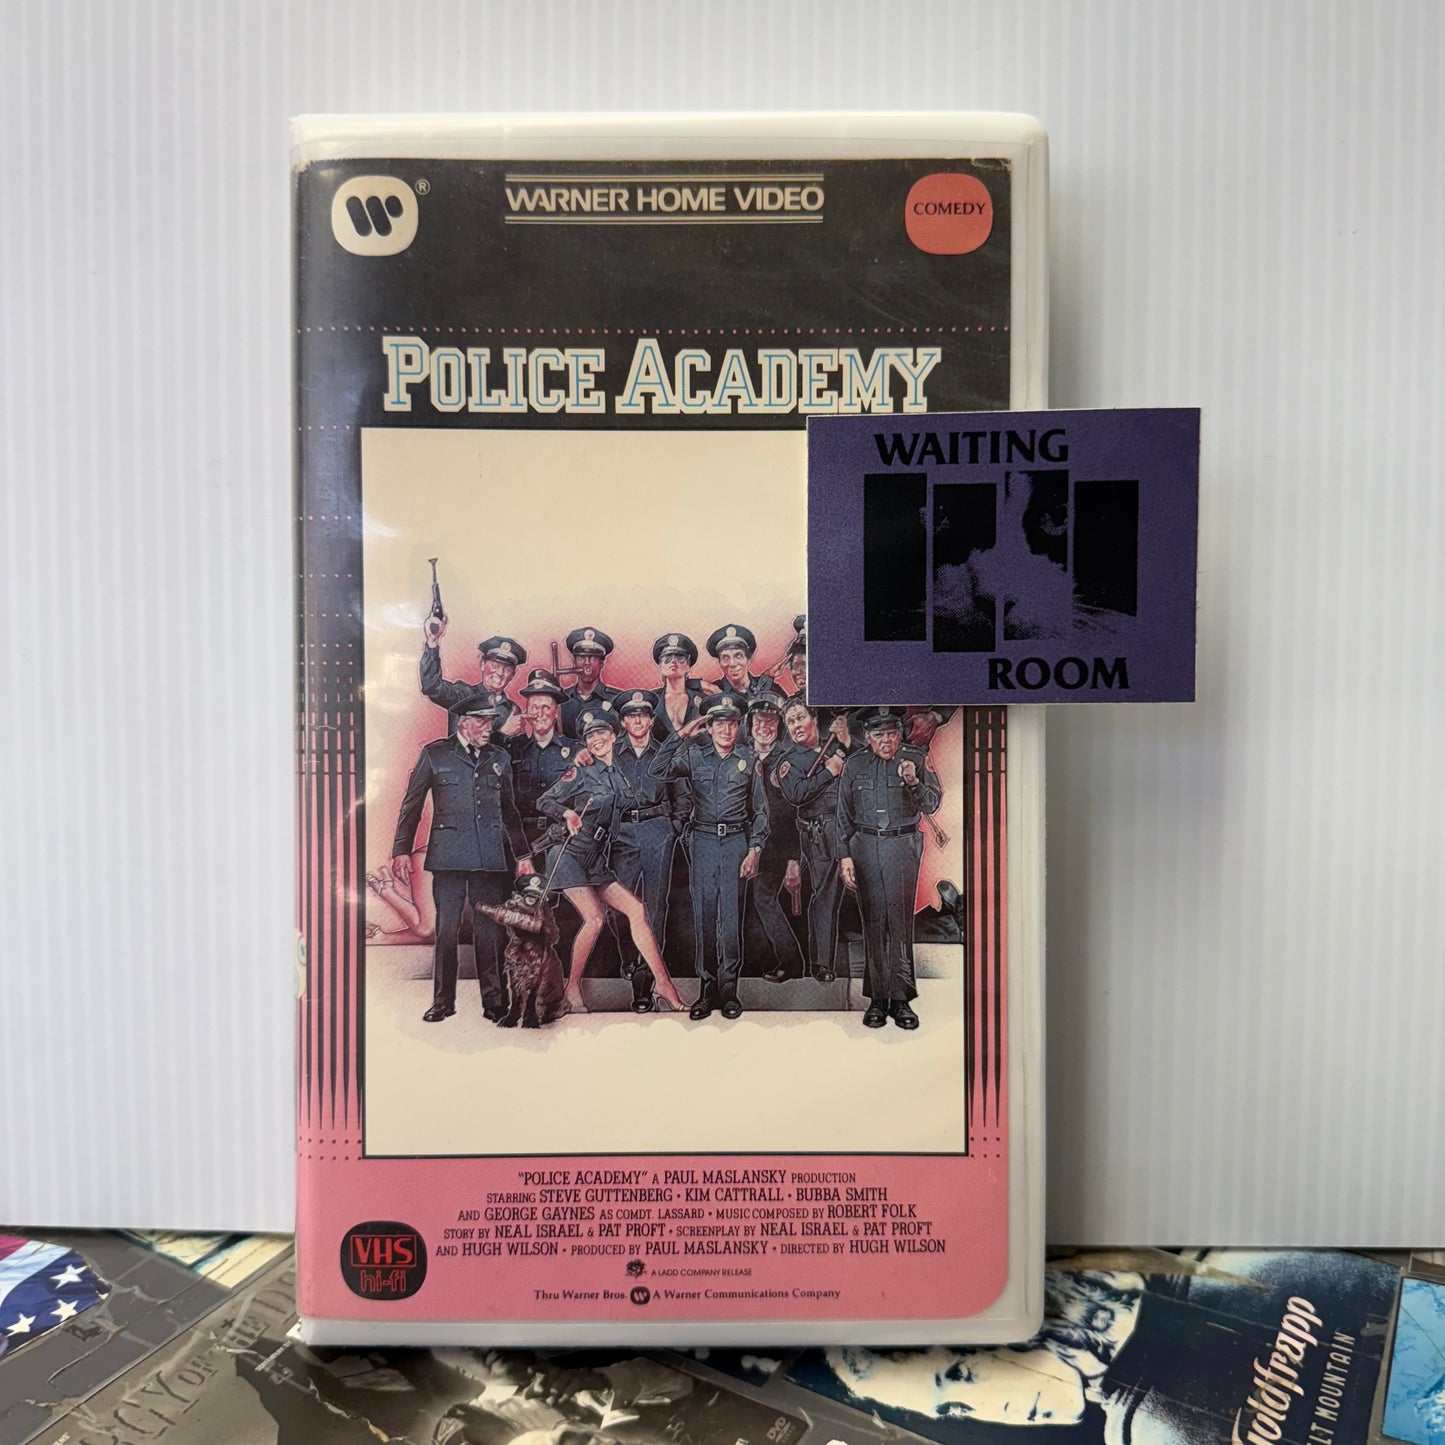 WARNER HOME VIDEO
®
COMEDY
POLICE ACADEMY
WAITING
ROOM
"POLICE ACADEMY" A PAUL MASLANSKY PRODUCTION
STARRING STEVE GUTTENBERG • KIM CATTRALL • BUBBA SMITH
AND GEORGE GAYNES AS COMDT. LASSARD • MUSIC COMPOSED BY ROBERT FOLK
STORY BY NEAL ISRAEL & PAT PROFT • SCREENPLAY BY NEAL ISRAEL & PAT PROFT
AND HUGH WILSON • PRODUCED BY PAUL MASLANSKY • DIRECTED BY HUGH WILSON
VHS
hi-fi
A LADD COMPANY RELEASE
Thru Warner Bros. A Warner Communications Company
DVD
MOUNTAIN